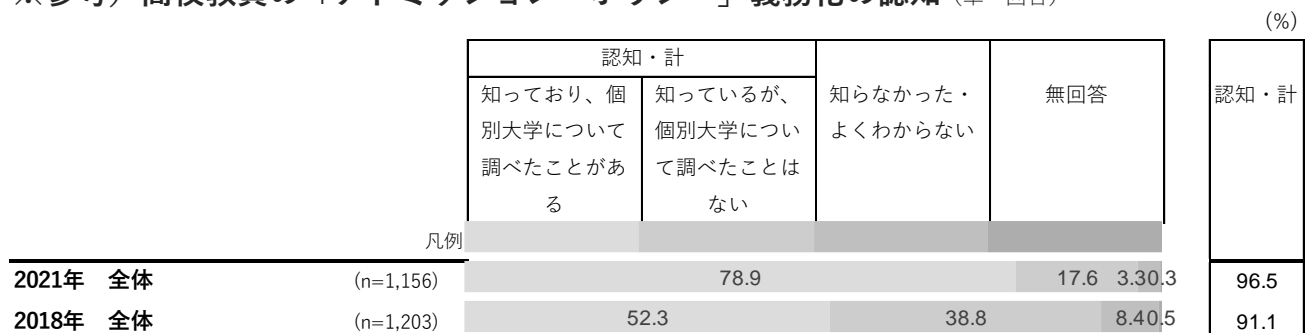 (%)
認知・計
認知・計
知っており、個
別大学について
調べたことがあ
る
知っているが、
個別大学につい
て調べたことは
ない
知らなかった・
よくわからない
無回答
凡例
2021年 全体 (n=1,156) 78.9 17.6 3.3 0.3 96.5
2018年 全体 (n=1,203) 52.3 38.8 8.4 0.5 91.1